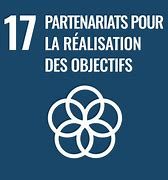 17 PARTENARIATS POUR
LA RÉALISATION
DES OBJECTIFS